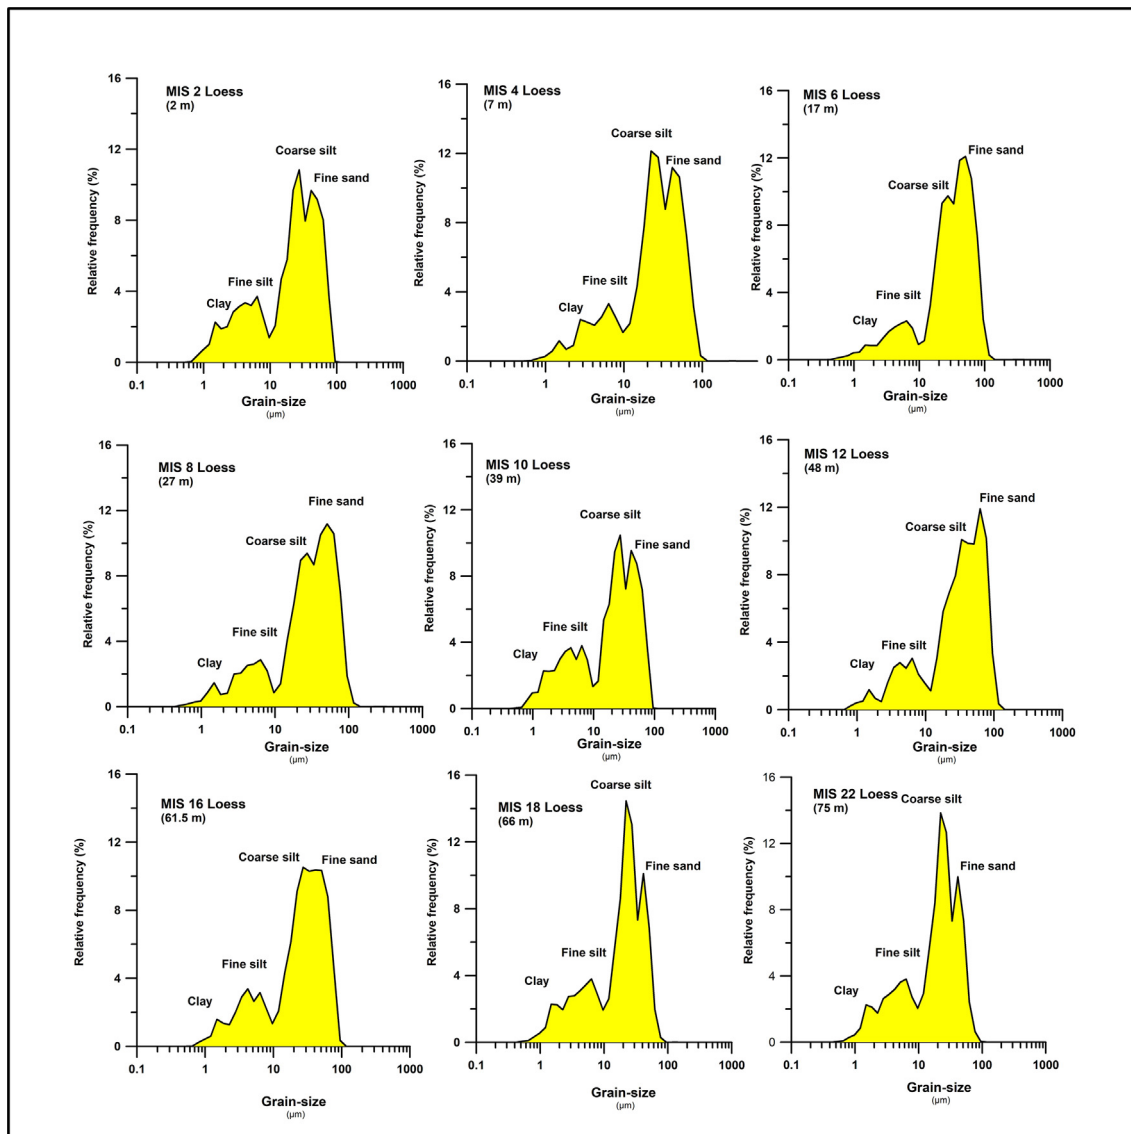 MIS 2 Loess
(2 m)
Relative frequency (%)
16
12
8
4
0
Coarse silt
Fine sand
Fine silt
Clay
0.1 1 10 100 1000
Grain-size
(µm)
MIS 4 Loess
(7 m)
Relative frequency (%)
16
12
8
4
0
Coarse silt
Fine sand
Fine silt
Clay
0.1 1 10 100
Grain-size
(µm)
MIS 6 Loess
(17 m)
Relative frequency (%)
16
12
8
4
0
Fine sand
Coarse silt
Fine silt
Clay
0.1 1 10 100 1000
Grain-size
(µm)
MIS 8 Loess
(27 m)
Relative frequency (%)
16
12
8
4
0
Fine sand
Coarse silt
Fine silt
Clay
0.1 1 10 100 1000
Grain-size
(µm)
MIS 10 Loess
(39 m)
Relative frequency (%)
16
12
8
4
0
Coarse silt
Fine sand
Fine silt
Clay
0.1 1 10 100 1000
Grain-size
(µm)
MIS 12 Loess
(48 m)
Relative frequency (%)
16
12
8
4
0
Fine sand
Coarse silt
Fine silt
Clay
0.1 1 10 100 1000
Grain-size
(µm)
MIS 16 Loess
(61.5 m)
Relative frequency (%)
16
12
8
4
0
Coarse silt
Fine sand
Fine silt
Clay
0.1 1 10 100 1000
Grain-size
(µm)
MIS 18 Loess
(66 m)
Relative frequency (%)
16
12
8
4
0
Coarse silt
Fine sand
Fine silt
Clay
0.1 1 10 100 1000
Grain-size
(µm)
MIS 22 Loess
(75 m)
Relative frequency (%)
16
12
8
4
0
Coarse silt
Fine sand
Fine silt
Clay
0.1 1 10 100 1000
Grain-size
(µm)